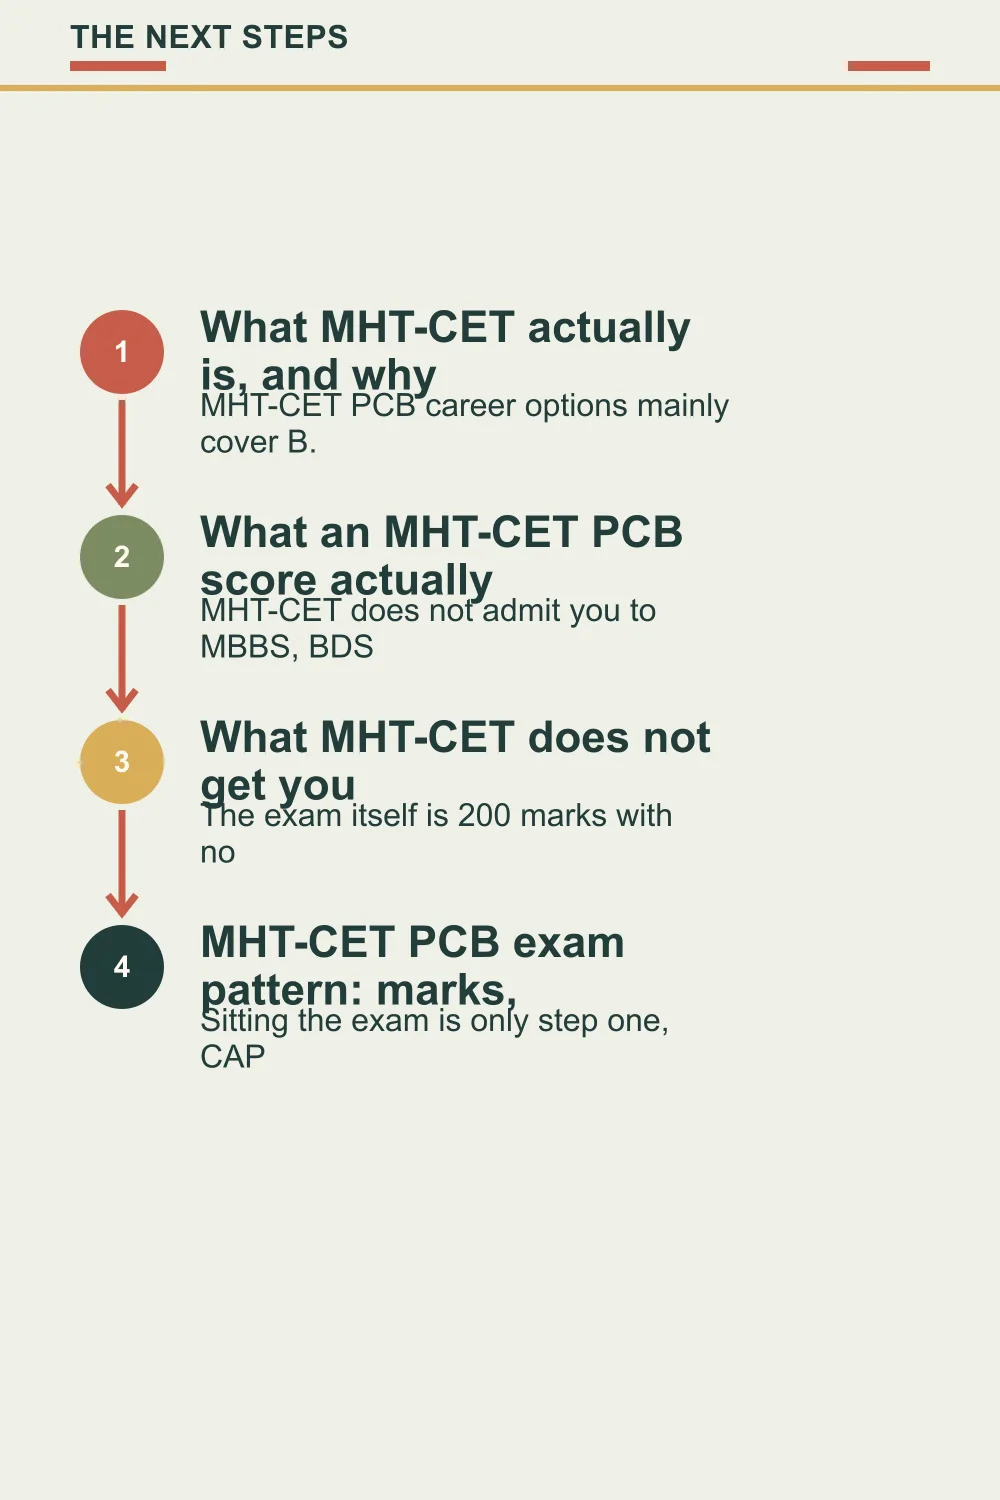 THE NEXT STEPS
1
What MHT-CET actually
is, and why
MHT-CET PCB career options mainly
cover B.
2
What an MHT-CET PCB
score actually
MHT-CET does not admit you to
MBBS, BDS
3
What MHT-CET does not
get you
The exam itself is 200 marks with
no
4
MHT-CET PCB exam
pattern: marks,
Sitting the exam is only step one,
CAP